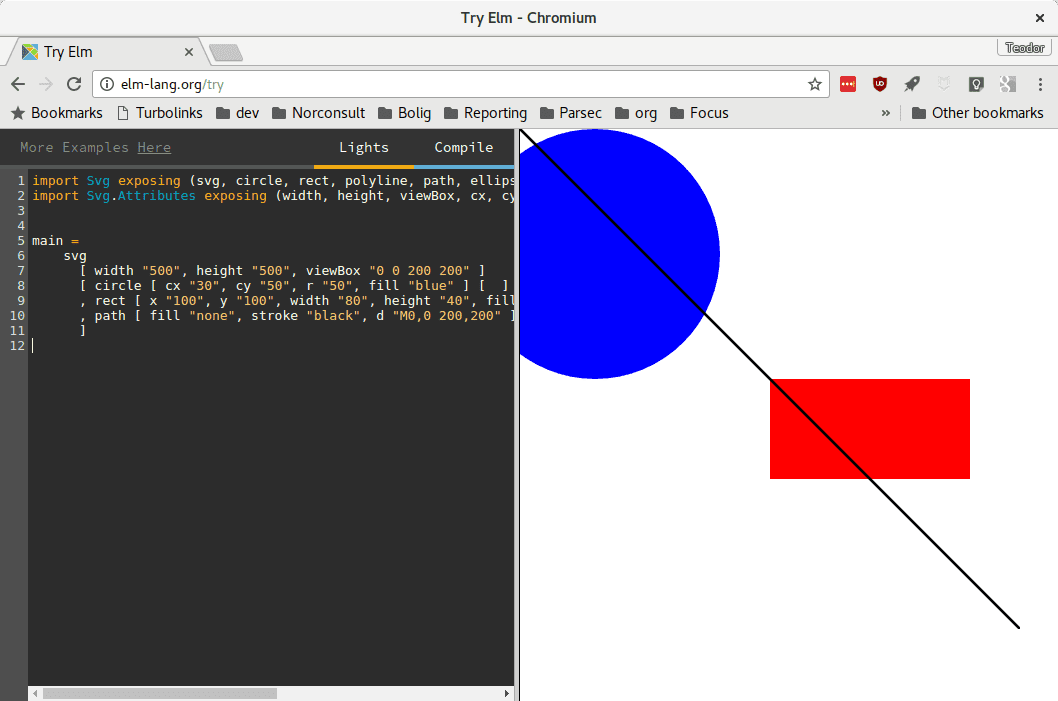 Try Elm - Chromium
Try Elm
Teodor
elm-lang.org/try
Bookmarks Turbolinks dev Norconsult Bolig Reporting Parsec org Focus » Other bookmarks
More Examples Here Lights Compile
1 import Svg exposing (svg, circle, rect, polyline, path, ellips
2 import Svg.Attributes exposing (width, height, viewBox, cx, cy
3
4
5 main =
6 svg
7 [ width "500", height "500", viewBox "0 0 200 200" ]
8 [ circle [ cx "30", cy "50", r "50", fill "blue" ] [  ]
9 , rect [ x "100", y "100", width "80", height "40", fill
10 , path [ fill "none", stroke "black", d "M0,0 200,200" ]
11 ]
12